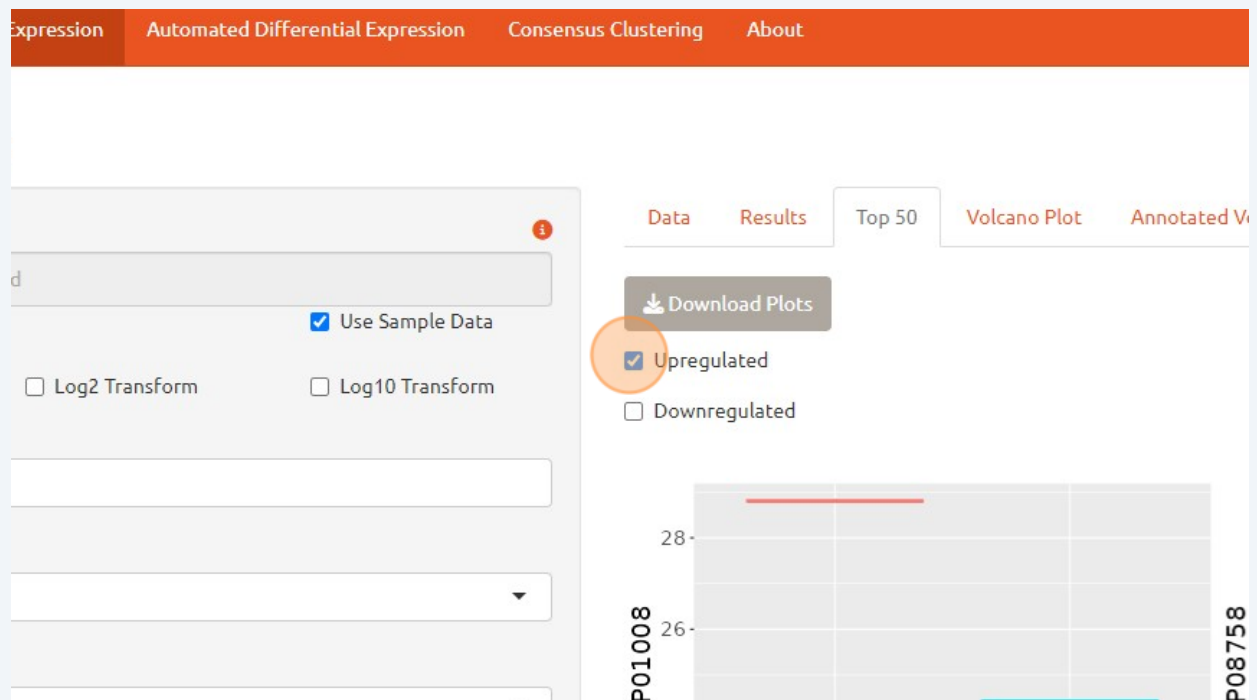 Expression Automated Differential Expression Consensus Clustering About
Data Results Top 50 Volcano Plot Annotated
d
Download Plots
Use Sample Data
Upregulated
Log2 Transform Log10 Transform
Downregulated
28
26
P01008
P08758